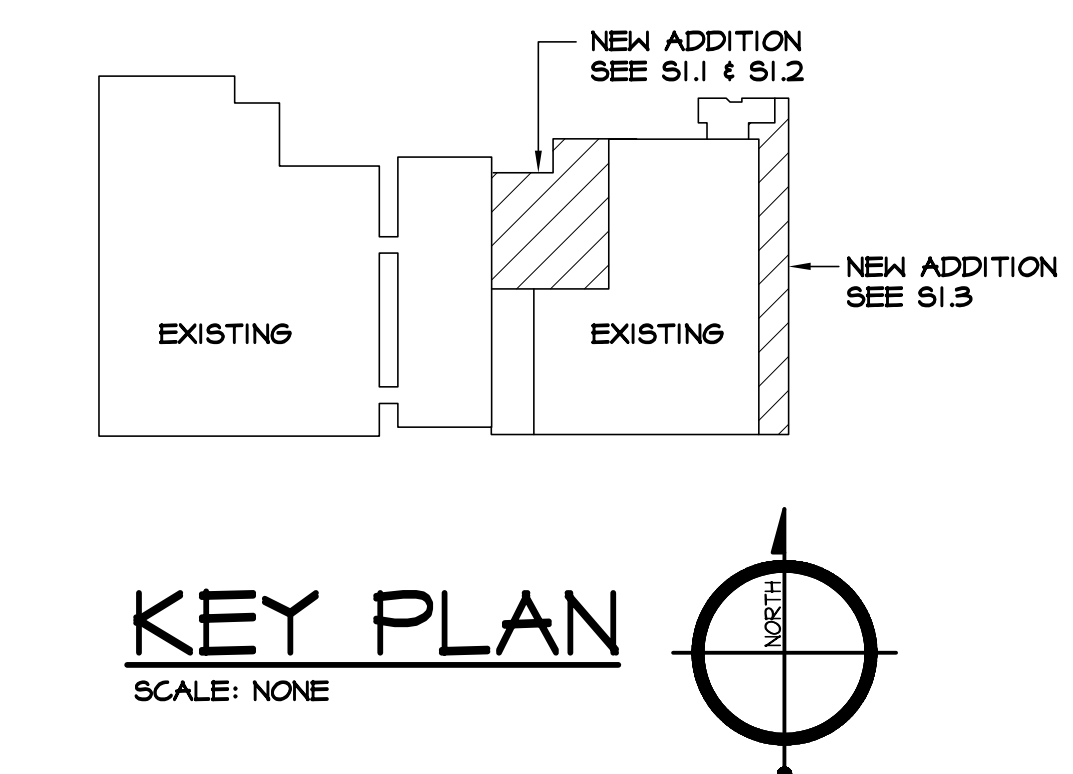 NEW ADDITION
SEE S1.1 & S1.2
NEW ADDITION
SEE S1.3
EXISTING
EXISTING
KEY PLAN
SCALE: NONE
NORTH